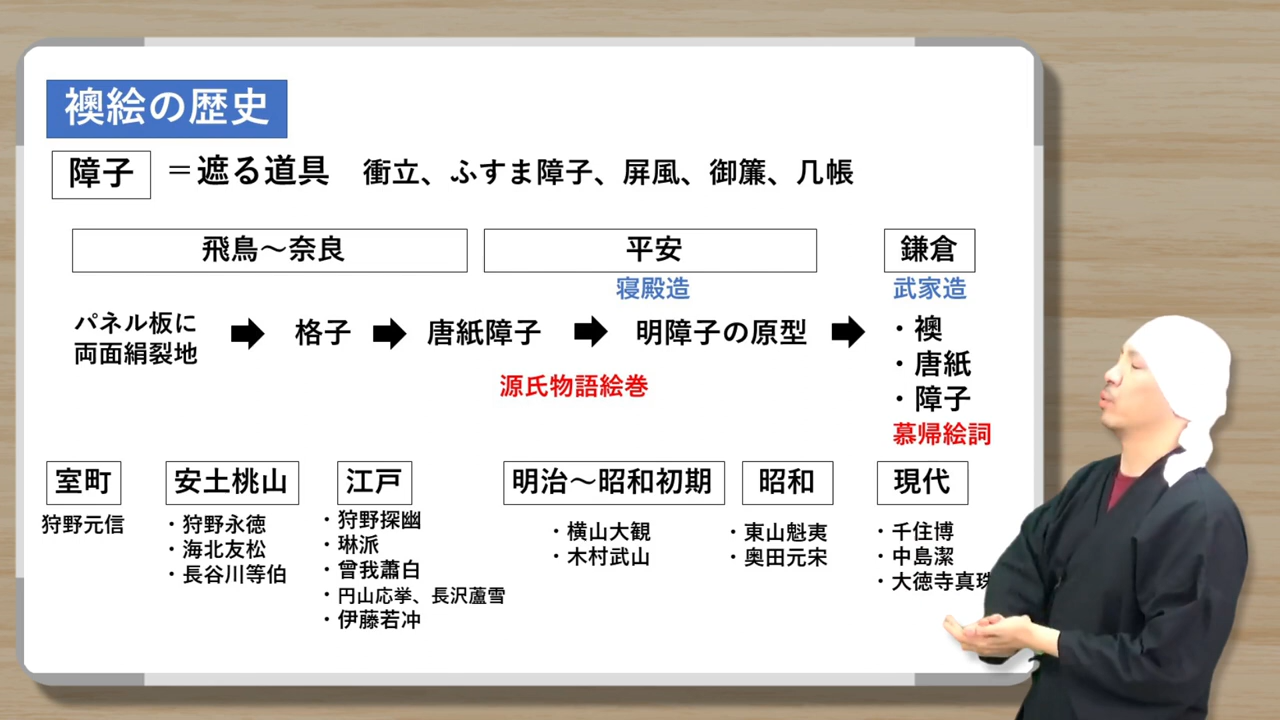 襖絵の歴史
障子 ＝遮る道具 衝立、ふすま障子、屏風、御簾、几帳
飛鳥～奈良 平安 鎌倉
寝殿造 武家造
パネル板に
両面絹裂地
➡ 格子 ➡ 唐紙障子 ➡ 明障子の原型 ➡
・襖
・唐紙
・障子
源氏物語絵巻
慕帰絵詞
室町
狩野元信
安土桃山
・狩野永徳
・海北友松
・長谷川等伯
江戸
・狩野探幽
・琳派
・曾我蕭白
・円山応挙、長沢蘆雪
・伊藤若冲
明治～昭和初期
・横山大観
・木村武山
昭和
・東山魁夷
・奥田元宋
現代
・千住博
・中島潔
・大徳寺真珠